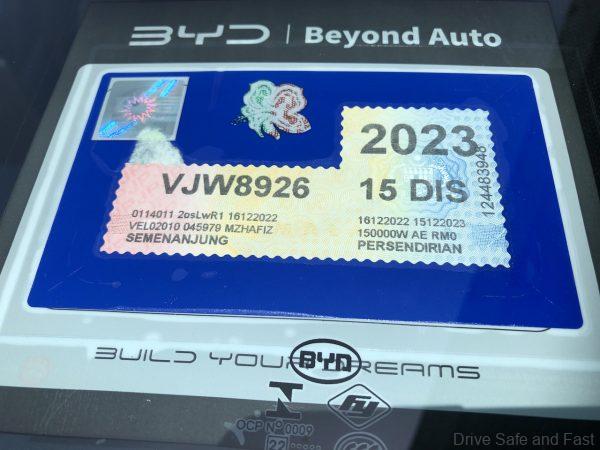 BYD | Beyond Auto
2023
VJW8926
15 DIS
124483948
0114011 2osLwR1 16122022
VEL02010 045979 MZHAFIZ
SEMENANJUNG
16122022 15122023
150000W AE RM0
PERSENDIRIAN
BUILD YOUR DREAMS
BYD
OCP Nº 0009
22
Drive Safe and Fast